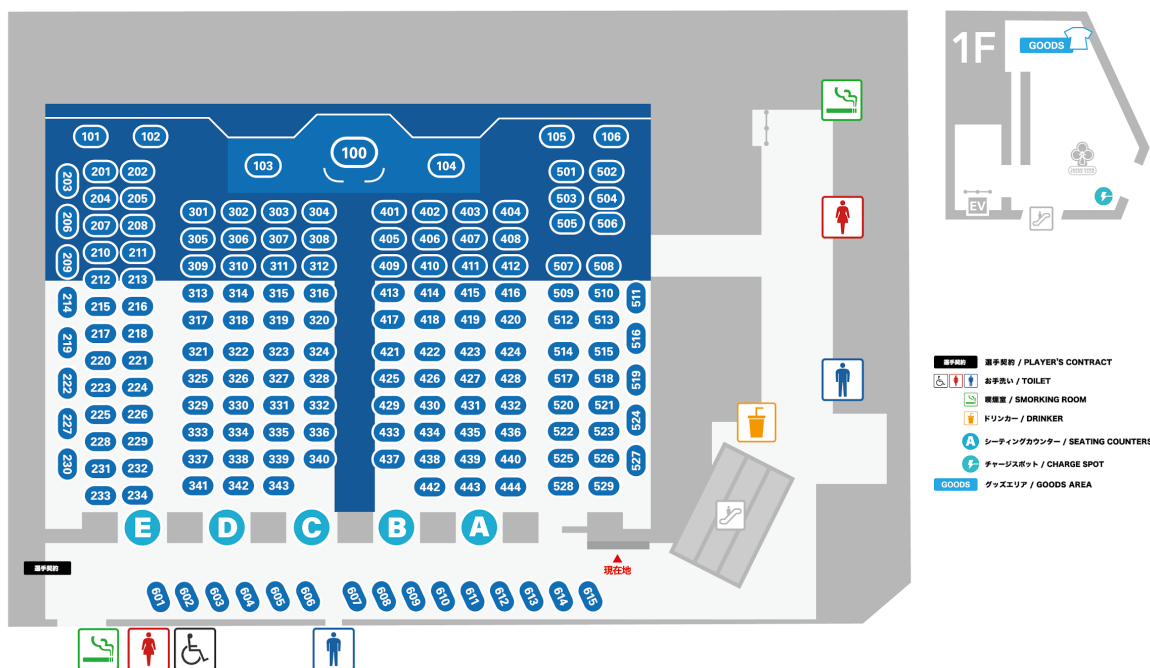 1F
GOODS
EV
101 102 103 100 104 105 106
203 201 202 501 502
204 205 503 504
206 301 302 303 304 401 402 403 404
207 208 505 506
305 306 307 308 405 406 407 408
209 210 211 309 310 311 312 409 410 411 412 507 508
212 213
214 313 314 315 316 413 414 415 416 509 510 511
215 216 317 318 319 320 417 418 419 420 512 513
219 217 218 516
220 221 321 322 323 324 421 422 423 424 514 515
222 223 224 325 326 327 328 425 426 427 428 517 518 519
225 226 329 330 331 332 429 430 431 432 520 521
227 228 229 333 334 335 336 433 434 435 436 522 523 524
230 231 232 337 338 339 340 437 438 439 440 525 526 527
233 234 341 342 343 442 443 444 528 529
E D C B A
選手契約
現在地
601 602 603 604 605 606 607 608 609 610 611 612 613 614 615
選手契約 選手契約 / PLAYER'S CONTRACT
お手洗い / TOILET
喫煙室 / SMORKING ROOM
ドリンカー / DRINKER
A シーティングカウンター / SEATING COUNTERS
チャージスポット / CHARGE SPOT
GOODS グッズエリア / GOODS AREA